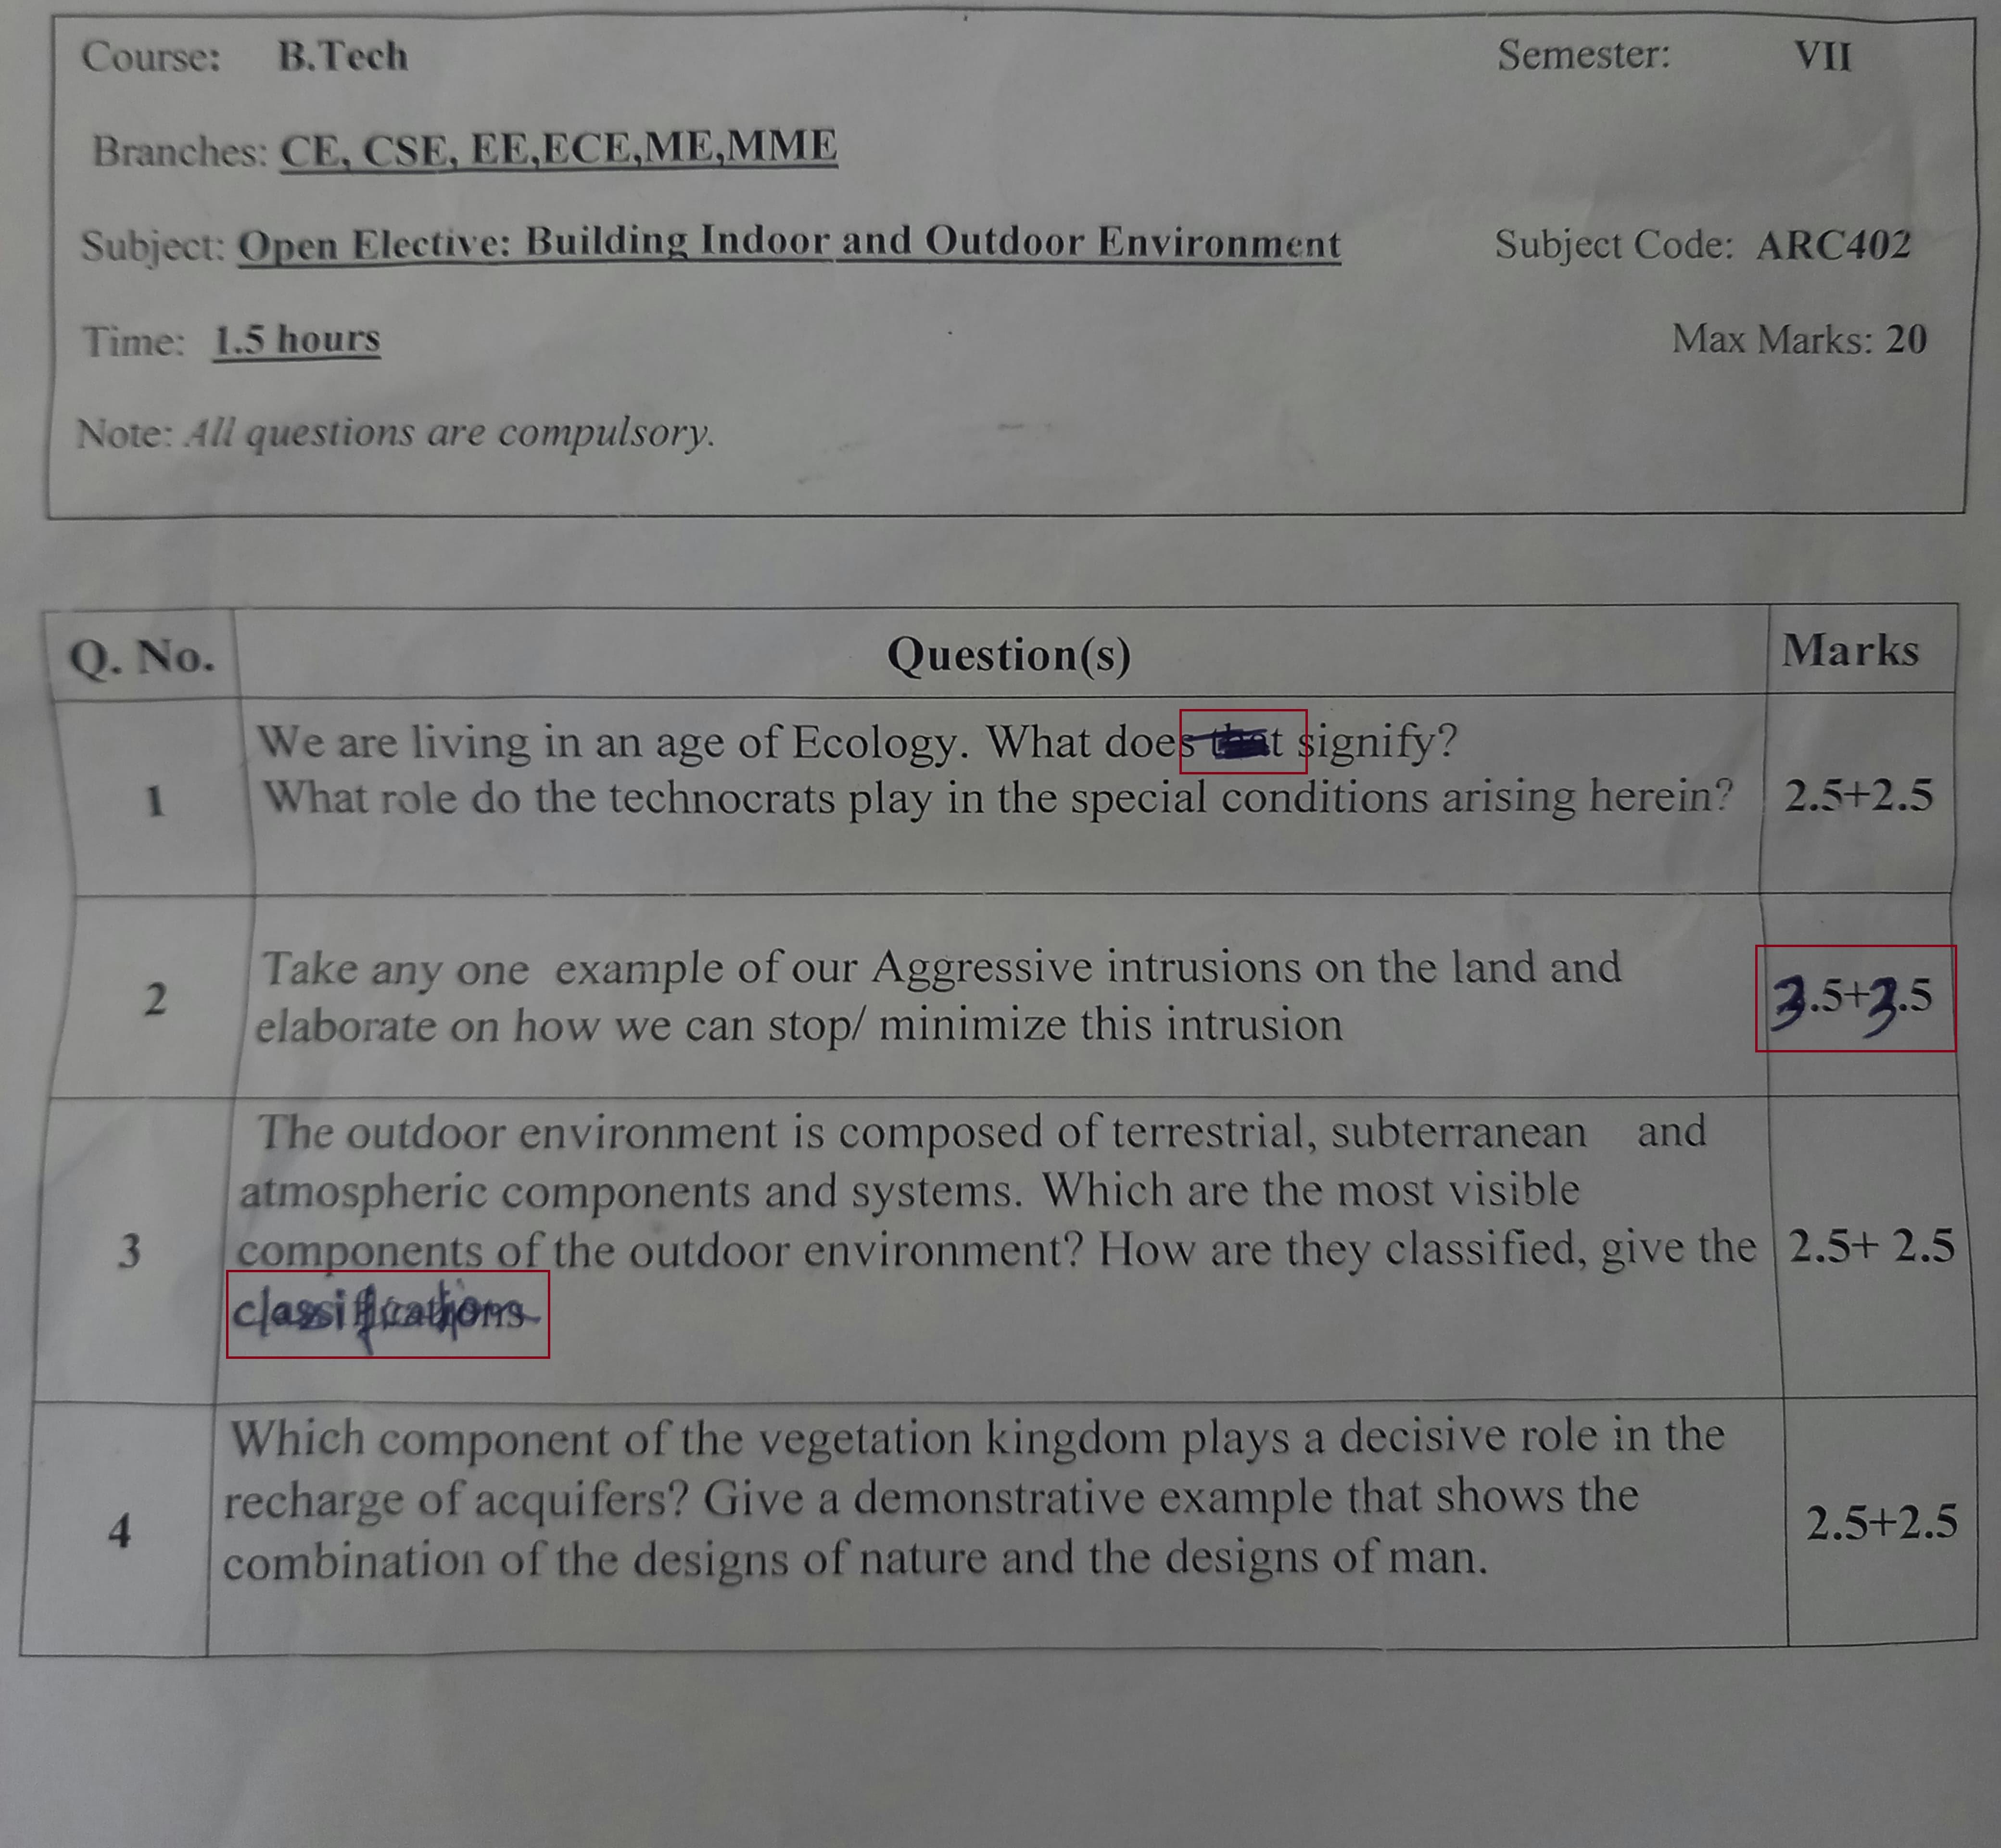 Course: B.Tech Semester: VII
Branches: CE, CSE, EE,ECE,ME,MME
Subject: Open Elective: Building Indoor and Outdoor Environment Subject Code: ARC402
Time: 1.5 hours Max Marks: 20
Note: All questions are compulsory.
Q. No. Question(s) Marks
We are living in an age of Ecology. What does signify?
1 What role do the technocrats play in the special conditions arising herein? 2.5+2.5
Take any one example of our Aggressive intrusions on the land and
2 elaborate on how we can stop/ minimize this intrusion 3.5+3.5
The outdoor environment is composed of terrestrial, subterranean and
atmospheric components and systems. Which are the most visible
3 components of the outdoor environment? How are they classified, give the 2.5+ 2.5
classifications
Which component of the vegetation kingdom plays a decisive role in the
recharge of acquifers? Give a demonstrative example that shows the
4 combination of the designs of nature and the designs of man. 2.5+2.5